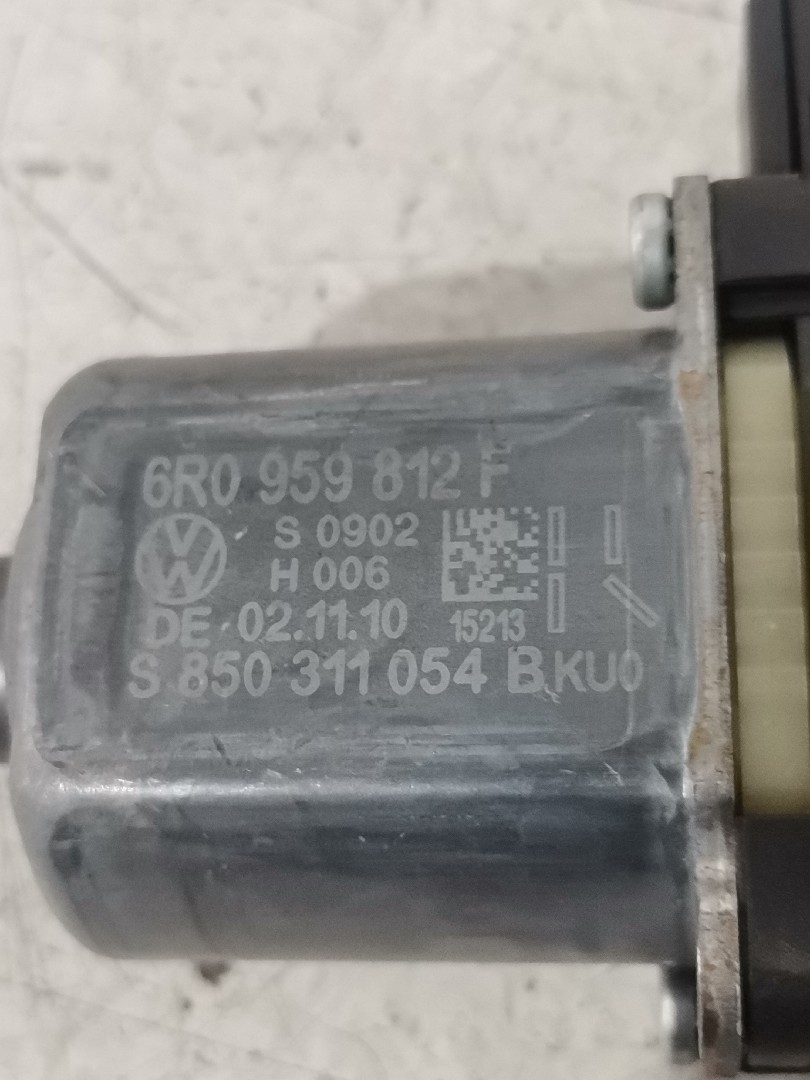 6R0 959 812 F
S 0902
H 006
DE 02.11.10 15213
S 850 311 054 B KU0